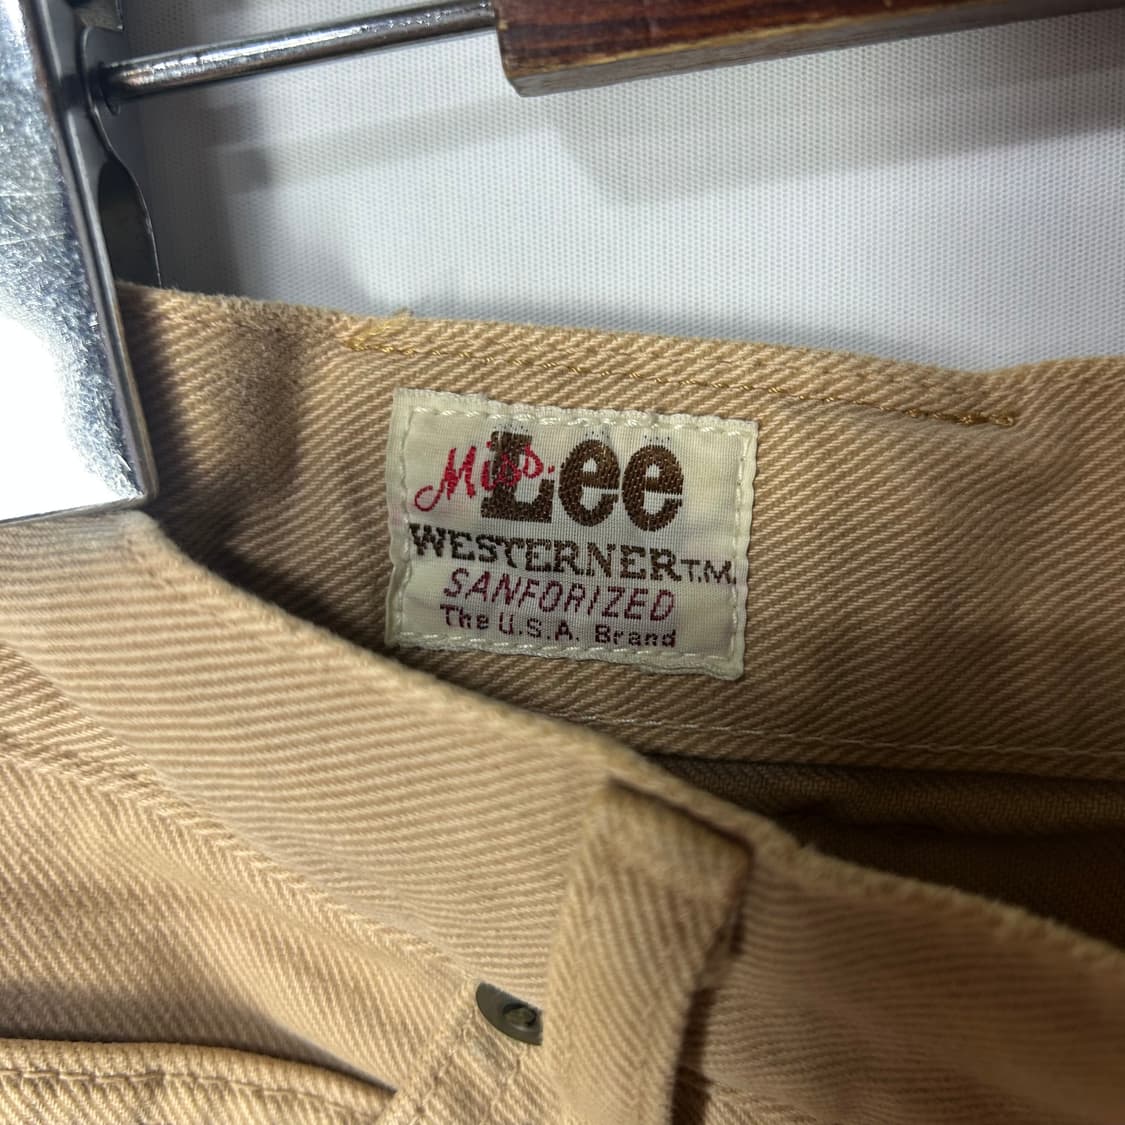 Miss Lee
WESTERNER T.M.
SANFORIZED
The U.S.A. Brand